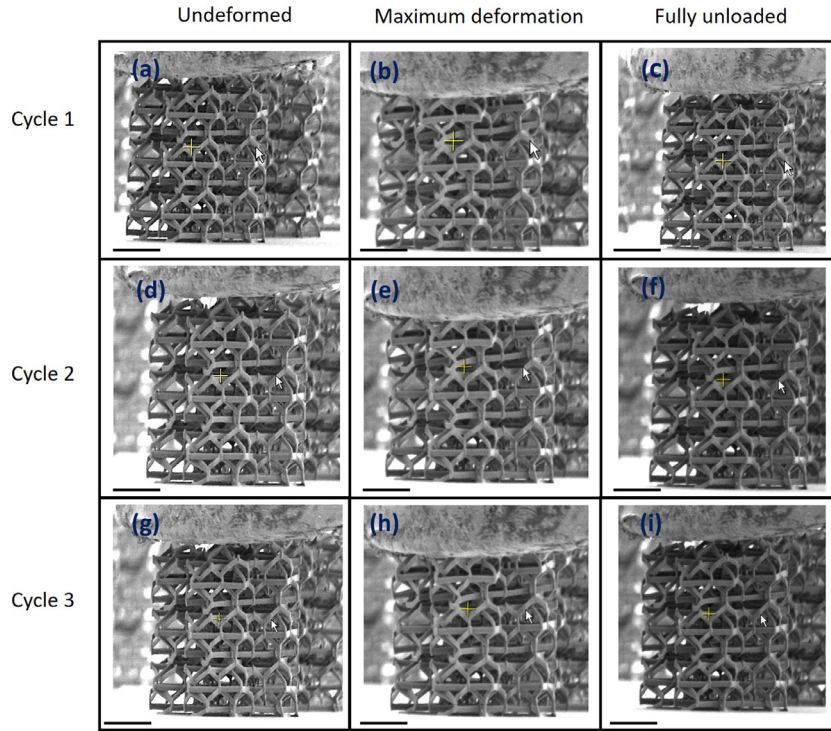 Undeformed Maximum deformation Fully unloaded
Cycle 1
(a) (b) (c)
Cycle 2
(d) (e) (f)
Cycle 3
(g) (h) (i)